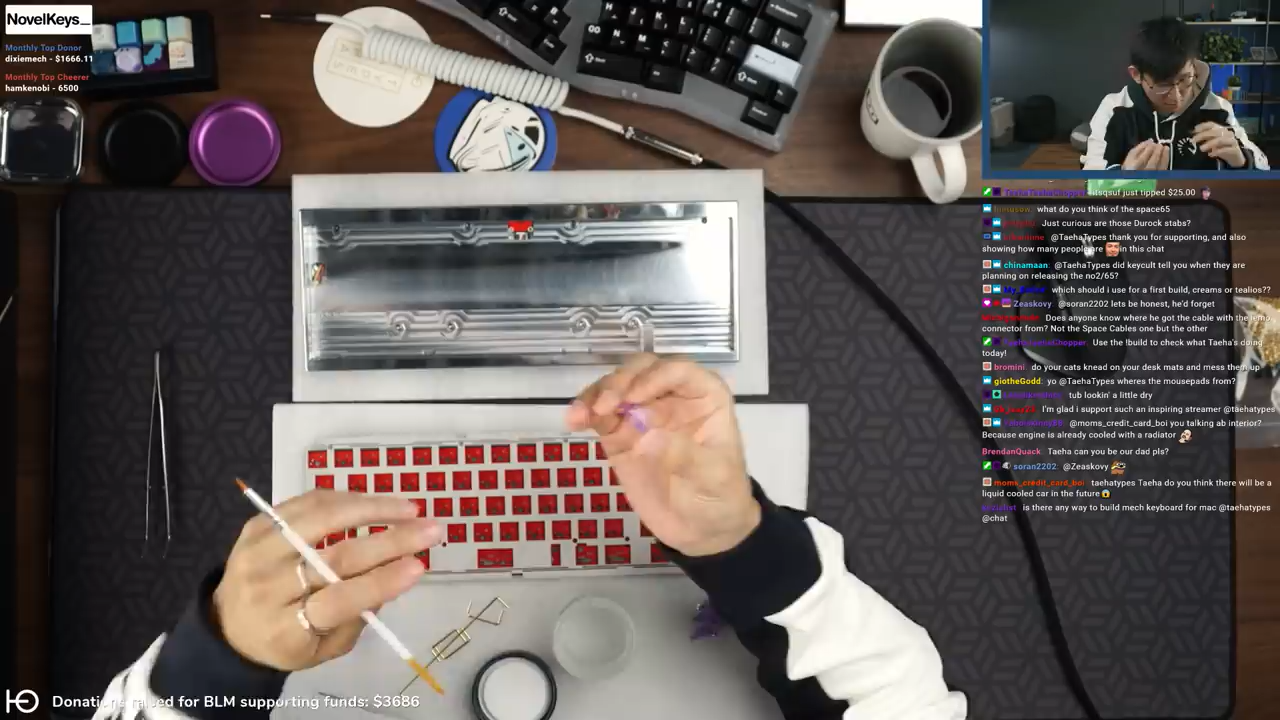 NovelKeys_
Monthly Top Donor
dixiemech - $1666.11
Monthly Top Cheerer
hamkenobi - 6500
itsqsuf just tipped $25.00
what do you think of the space65
Just curious are those Durock stabs?
@TaehaTypes thank you for supporting, and also
showing how many people are in this chat
chinamaan: @TaehaTypes did keycult tell you when they are
planning on releasing the no2/65?
which should i use for a first build, creams or tealios??
Zeaskovy: @soran2202 lets be honest, he'd forget
Does anyone know where he got the cable with the lemo
connector from? Not the Space Cables one but the other
Use the !build to check what Taeha's doing
today!
bromini: do your cats knead on your desk mats and mess them up
giotheGodd: yo @TaehaTypes wheres the mousepads from?
tub lookin' a little dry
I'm glad i support such an inspiring streamer @taehatypes
@moms_credit_card_boi you talking ab interior?
Because engine is already cooled with a radiator
BrendanQuack: Taeha can you be our dad pls?
soran2202: @Zeaskovy
moms_credit_card_boi: taehatypes Taeha do you think there will be a
liquid cooled car in the future
is there any way to build mech keyboard for mac @taehatypes
@chat
Donations raised for BLM supporting funds: $3686